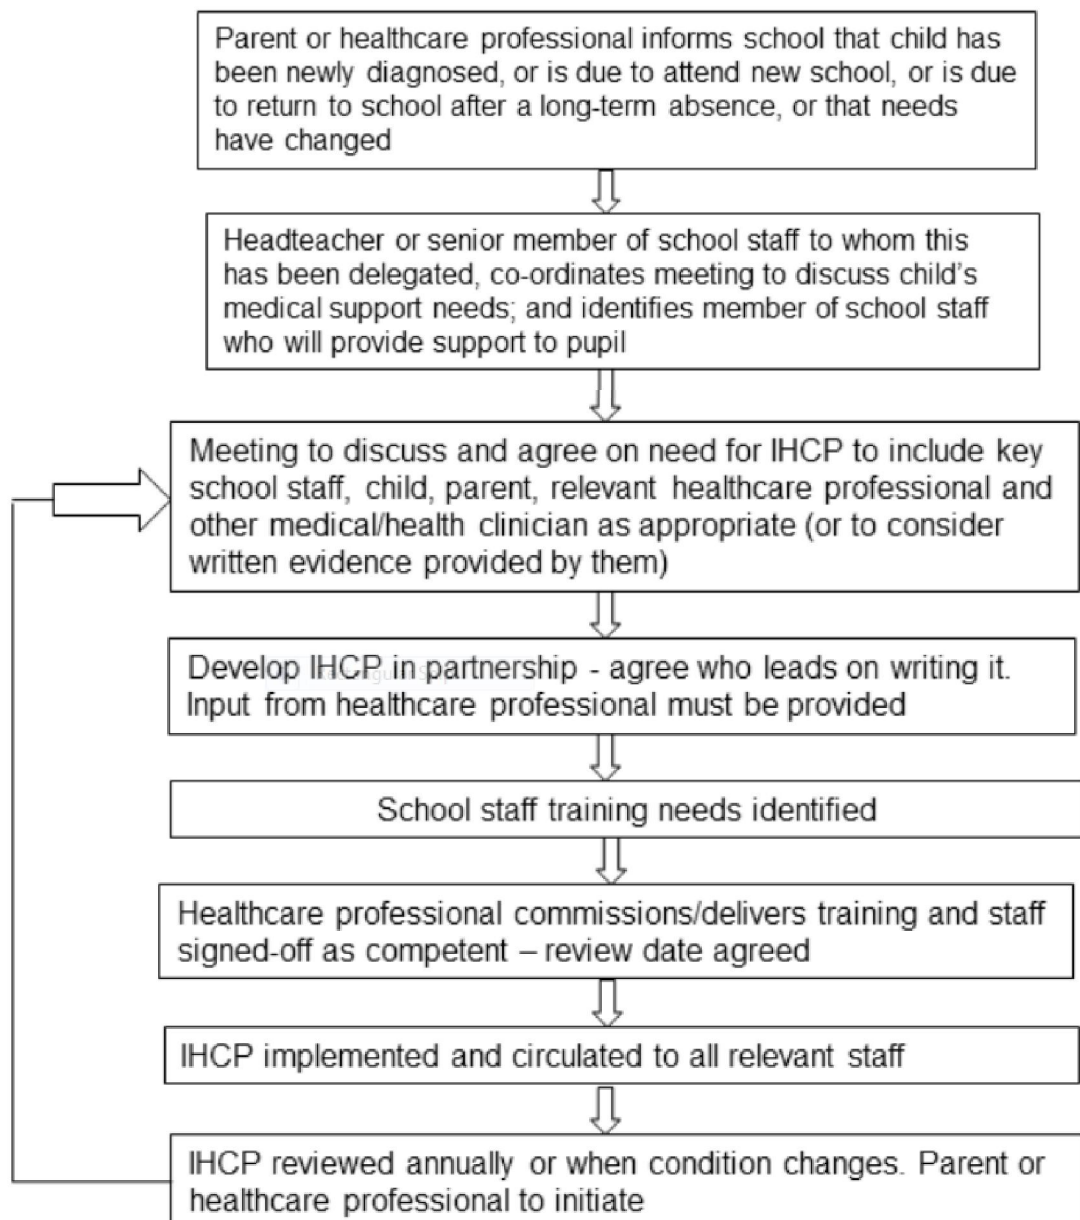 Parent or healthcare professional informs school that child has
been newly diagnosed, or is due to attend new school, or is due
to return to school after a long-term absence, or that needs
have changed
Headteacher or senior member of school staff to whom this
has been delegated, co-ordinates meeting to discuss child's
medical support needs; and identifies member of school staff
who will provide support to pupil
Meeting to discuss and agree on need for IHCP to include key
school staff, child, parent, relevant healthcare professional and
other medical/health clinician as appropriate (or to consider
written evidence provided by them)
Develop IHCP in partnership - agree who leads on writing it.
Input from healthcare professional must be provided
School staff training needs identified
Healthcare professional commissions/delivers training and staff
signed-off as competent – review date agreed
IHCP implemented and circulated to all relevant staff
IHCP reviewed annually or when condition changes. Parent or
healthcare professional to initiate